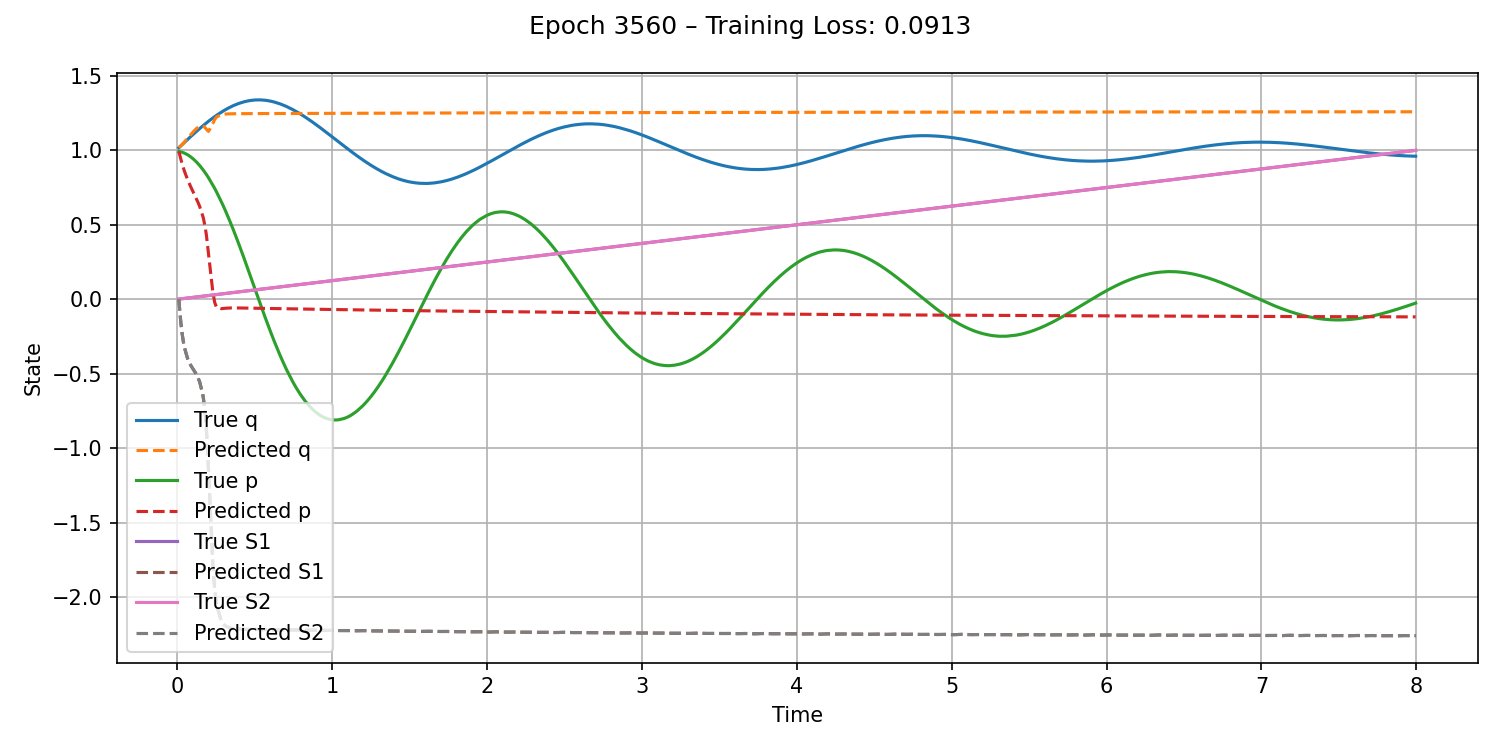 Epoch 3560 – Training Loss: 0.0913
1.5
1.0
0.5
0.0
−0.5
−1.0
−1.5
−2.0
State
True q
Predicted q
True p
Predicted p
True S1
Predicted S1
True S2
Predicted S2
0 1 2 3 4 5 6 7 8
Time